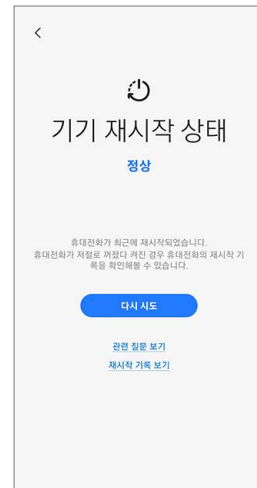 기기 재시작 상태
정상
휴대전화가 최근에 재시작되었습니다.
휴대전화가 저절로 꺼졌다 켜진 경우 휴대전화의 재시작 기
록을 확인해볼 수 있습니다.
다시 시도
관련 질문 보기
재시작 기록 보기